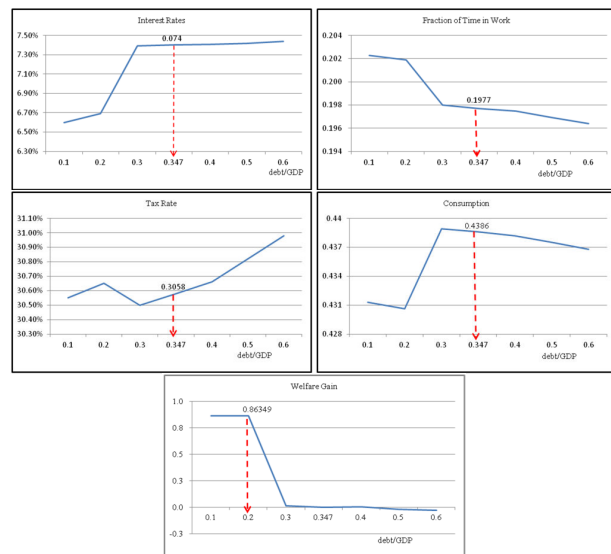 Interest Rates
7.50%
7.30%
7.10%
6.90%
6.70%
6.50%
6.30%
0.074
0.1 0.2 0.3 0.347 0.4 0.5 0.6
debt/GDP
Fraction of Time in Work
0.204
0.202
0.200
0.198
0.196
0.194
0.1977
0.1 0.2 0.3 0.347 0.4 0.5 0.6
debt/GDP
Tax Rate
31.10%
31.00%
30.90%
30.80%
30.70%
30.60%
30.50%
30.40%
30.30%
0.3058
0.1 0.2 0.3 0.347 0.4 0.5 0.6
debt/GDP
Consumption
0.44
0.437
0.434
0.431
0.428
0.4386
0.1 0.2 0.3 0.347 0.4 0.5 0.6
debt/GDP
Welfare Gain
1.0
0.8
0.5
0.3
0.0
-0.3
0.86349
0.1 0.2 0.3 0.347 0.4 0.5 0.6
debt/GDP